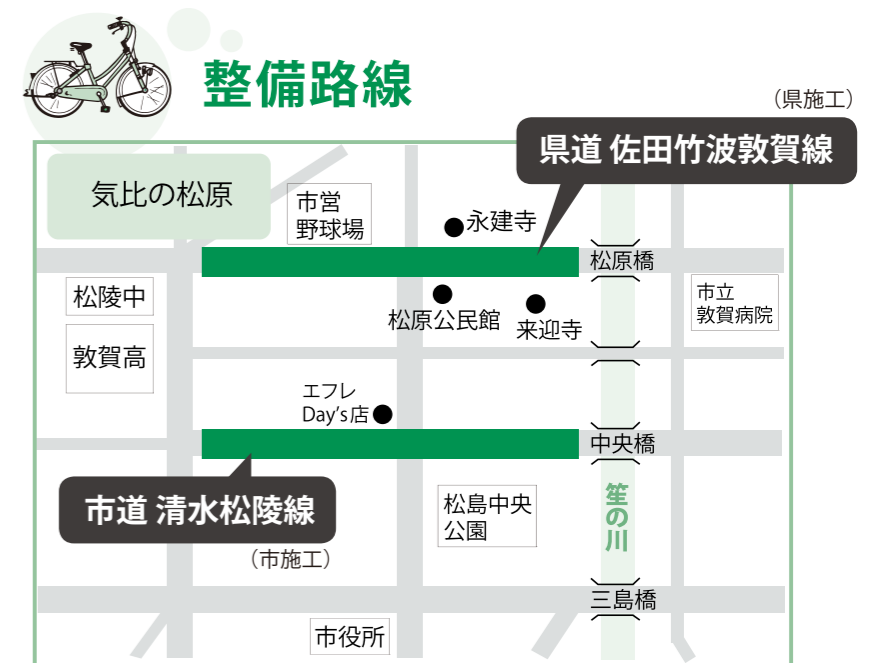 整備路線
（県施工）
県道 佐田竹波敦賀線
気比の松原
市営
野球場
永建寺
松原橋
松陵中
市立
敦賀病院
松原公民館
来迎寺
敦賀高
エフレ
Day's店
中央橋
市道 清水松陵線
（市施工）
松島中央
公園
笙の川
三島橋
市役所